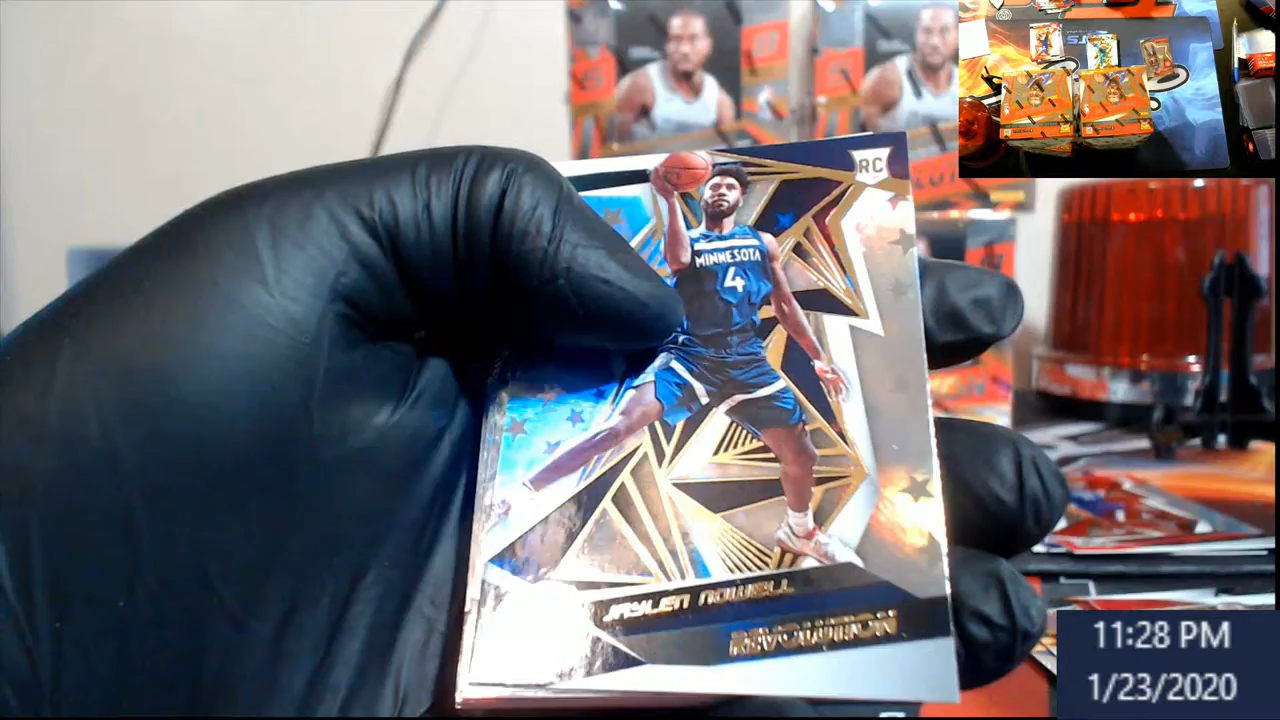 RC
MINNESOTA
4
JAYLEN NOWELL
REVOLUTION
11:28 PM
1/23/2020